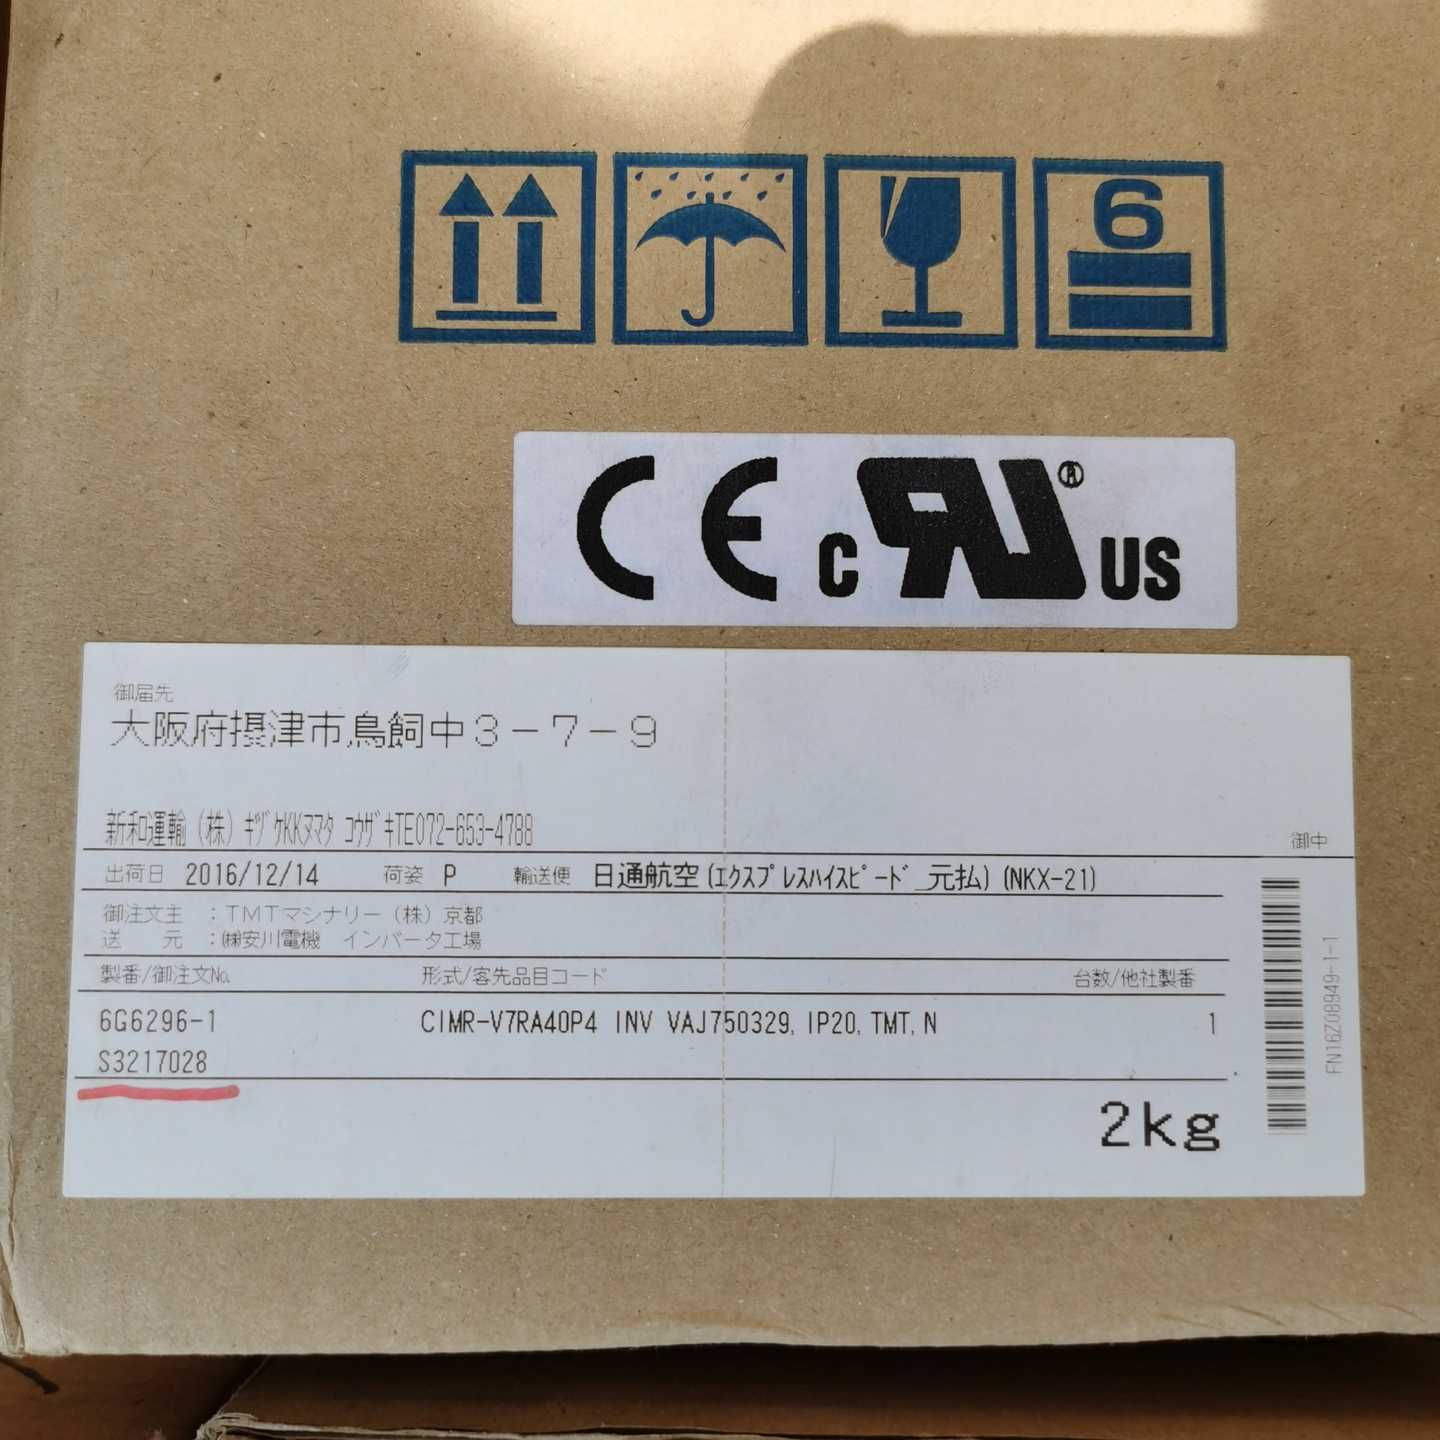 6
CE c RU® US
御届先
大阪府摂津市鳥飼中3-7-9
新和運輸(株)ｷﾂﾞｹKKﾇﾏﾀ ｺｳｻﾞｷTEO72-653-4788
御中
出荷日 2016/12/14 荷姿 P 輸送便 日通航空(ｴｸｽﾌﾟﾚｽﾊｲｽﾋﾟｰﾄﾞ_元払)(NKX-21)
御注文主 :TMTマシナリー(株)京都
送 元 :㈱安川電機 インバータ工場
製番/御注文No. 形式/客先品目コード 台数/他社製番
6G6296-1 CIMR-V7RA40P4 INV VAJ750329, IP20, TMT, N 1
S3217028
2kg
FN16Z08949-1-1